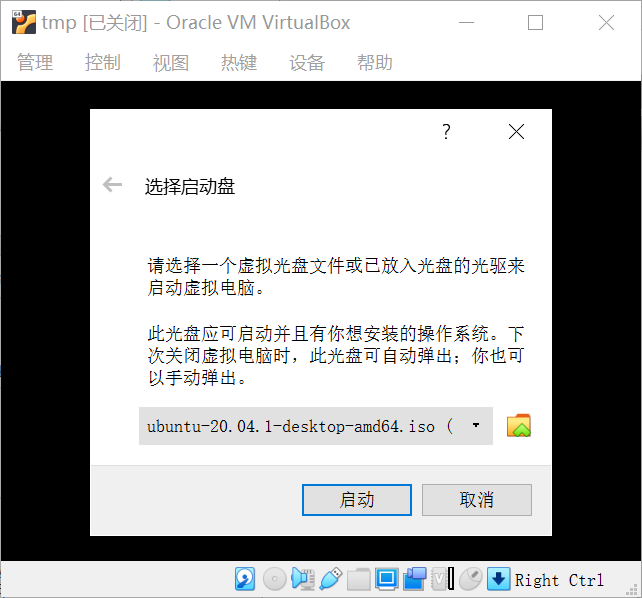 tmp [已关闭] - Oracle VM VirtualBox
管理 控制 视图 热键 设备 帮助
?
选择启动盘
请选择一个虚拟光盘文件或已放入光盘的光驱来
启动虚拟电脑。
此光盘应可启动并且有你想安装的操作系统。下
次关闭虚拟电脑时，此光盘可自动弹出；你也可
以手动弹出。
ubuntu-20.04.1-desktop-amd64.iso (
启动 取消
Right Ctrl